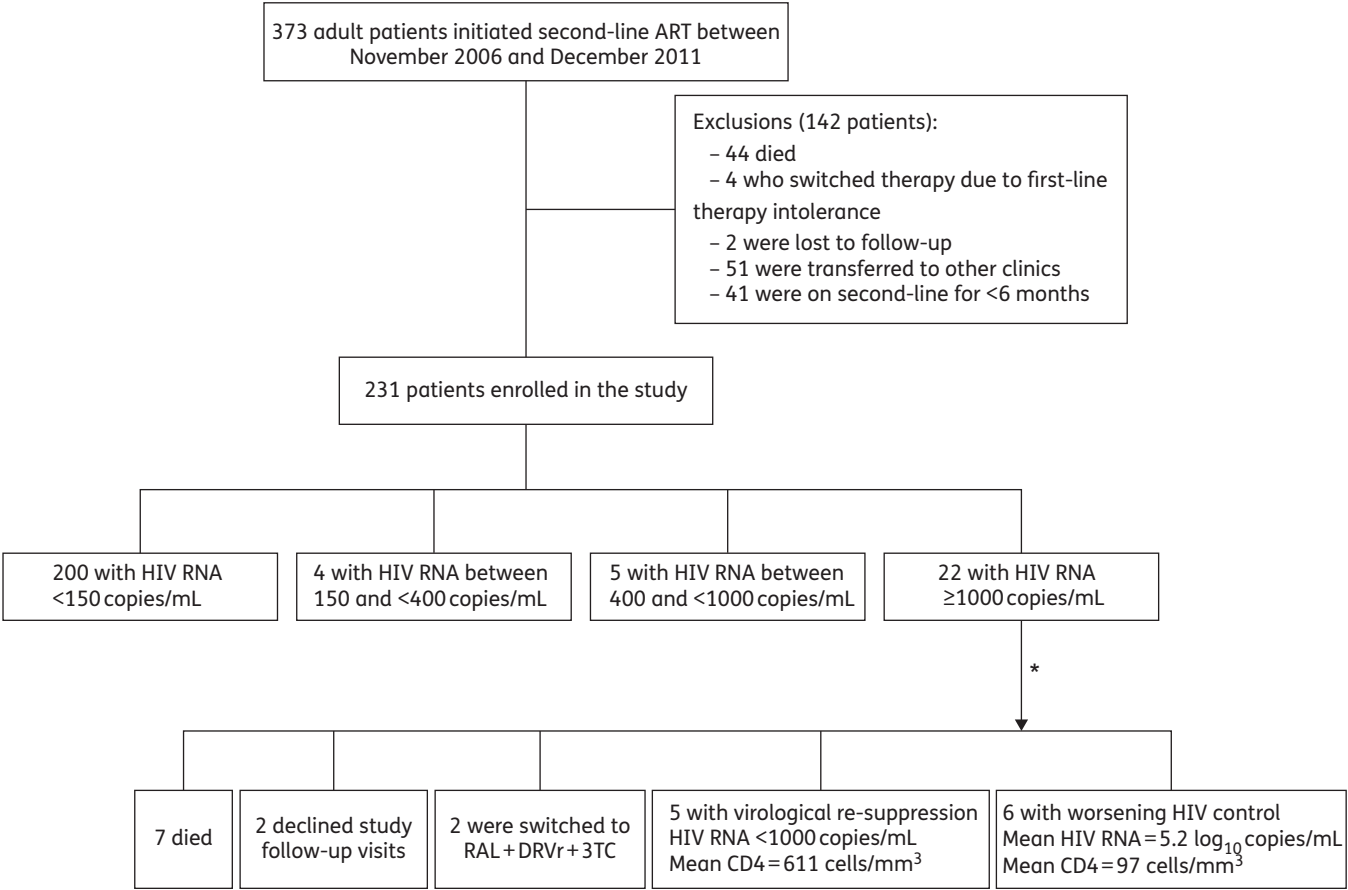 373 adult patients initiated second-line ART between
November 2006 and December 2011
Exclusions (142 patients):
– 44 died
– 4 who switched therapy due to first-line
therapy intolerance
– 2 were lost to follow-up
– 51 were transferred to other clinics
– 41 were on second-line for <6 months
231 patients enrolled in the study
200 with HIV RNA
<150 copies/mL
4 with HIV RNA between
150 and <400 copies/mL
5 with HIV RNA between
400 and <1000 copies/mL
22 with HIV RNA
≥1000 copies/mL
*
7 died
2 declined study
follow-up visits
2 were switched to
RAL+DRVr+3TC
5 with virological re-suppression
HIV RNA <1000 copies/mL
Mean CD4=611 cells/mm³
6 with worsening HIV control
Mean HIV RNA=5.2 log₁₀ copies/mL
Mean CD4=97 cells/mm³